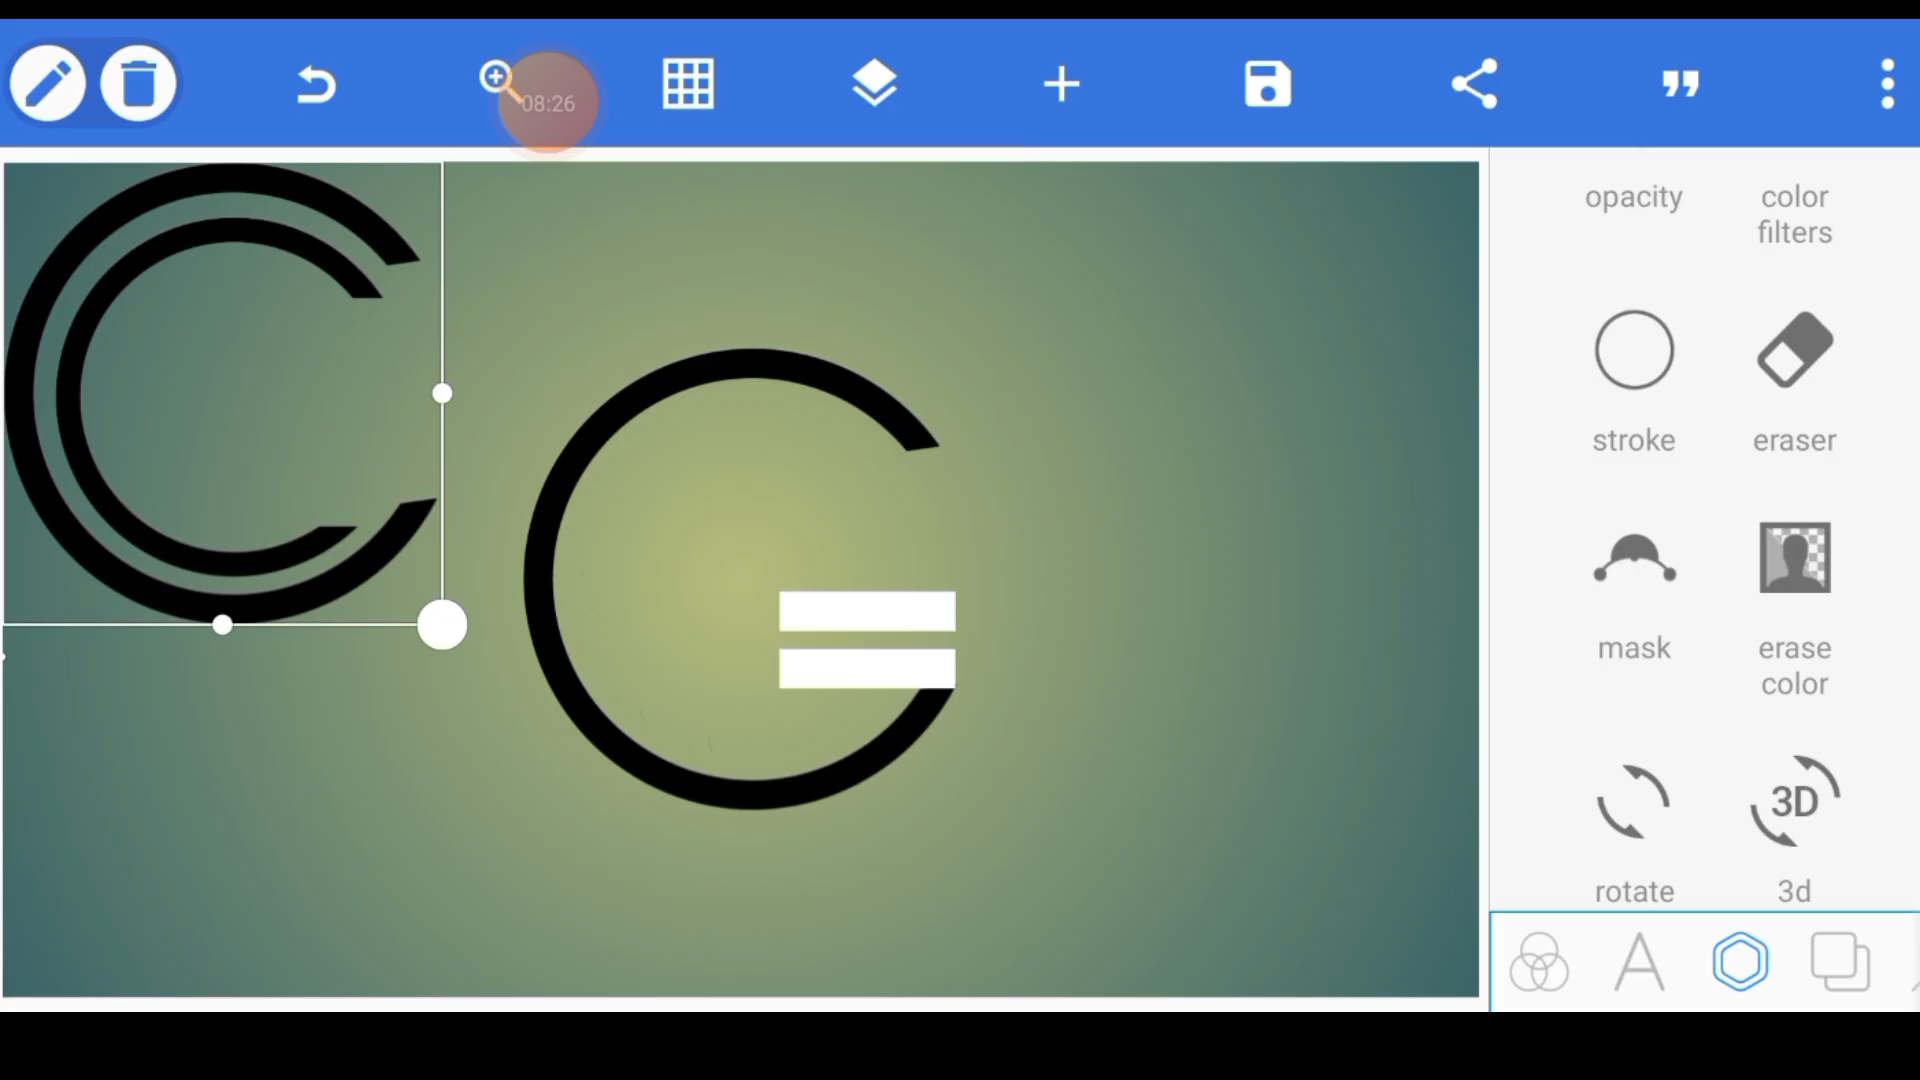 08:26
opacity
color
filters
stroke
eraser
mask
erase
color
3D
rotate
3d